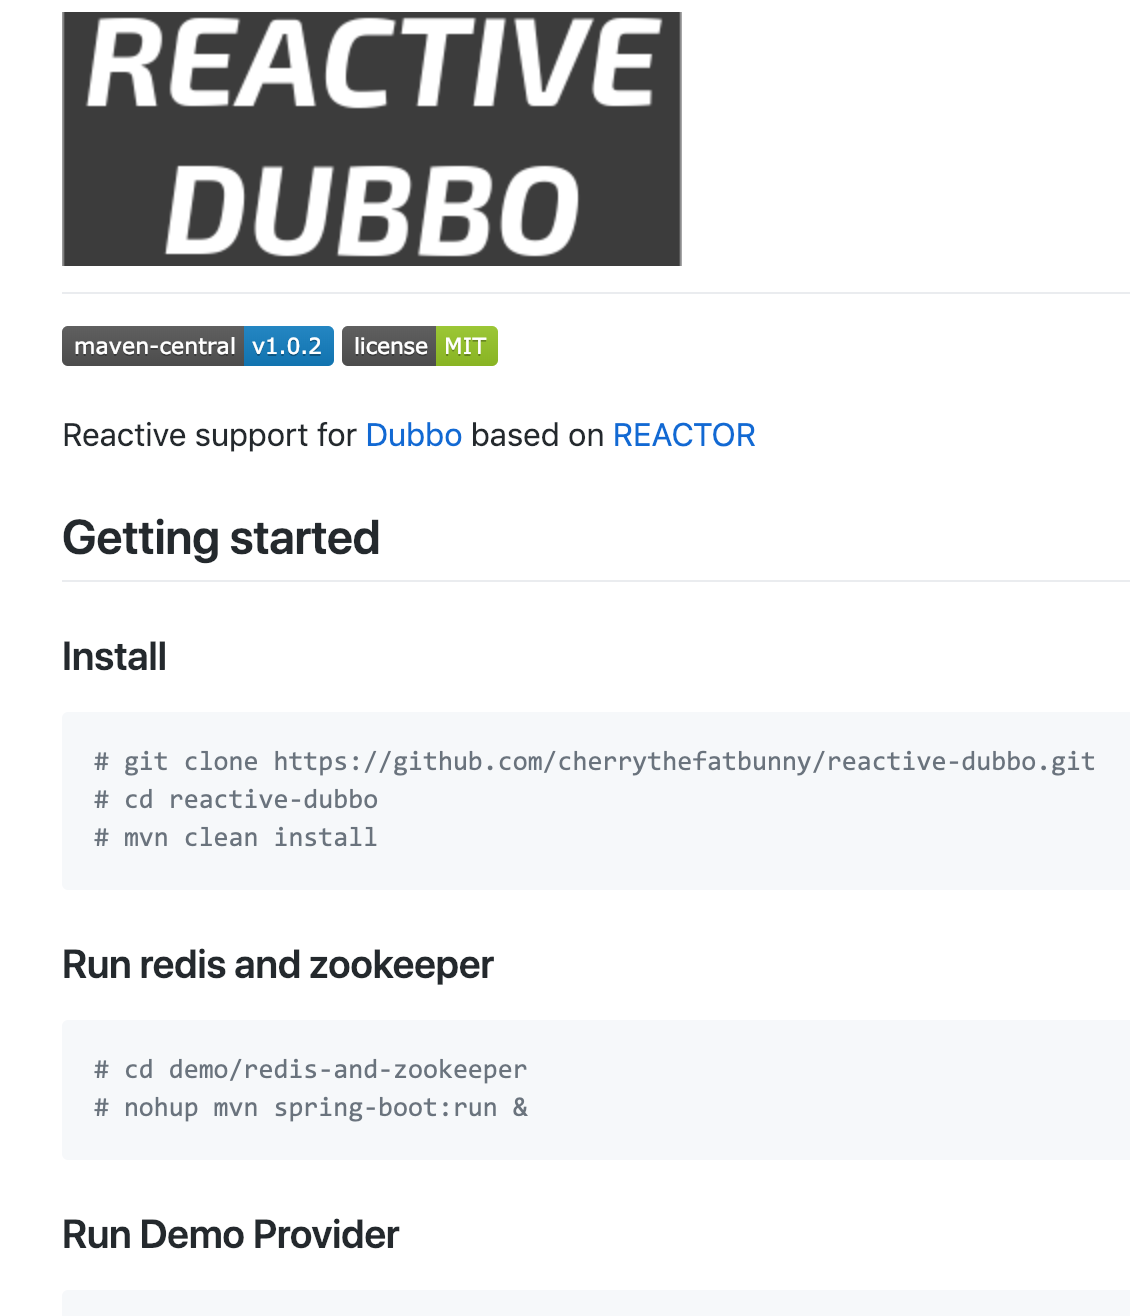 REACTIVE
DUBBO
maven-central v1.0.2 license MIT
Reactive support for Dubbo based on REACTOR
Getting started
Install
# git clone https://github.com/cherrythefatbunny/reactive-dubbo.git
# cd reactive-dubbo
# mvn clean install
Run redis and zookeeper
# cd demo/redis-and-zookeeper
# nohup mvn spring-boot:run &
Run Demo Provider